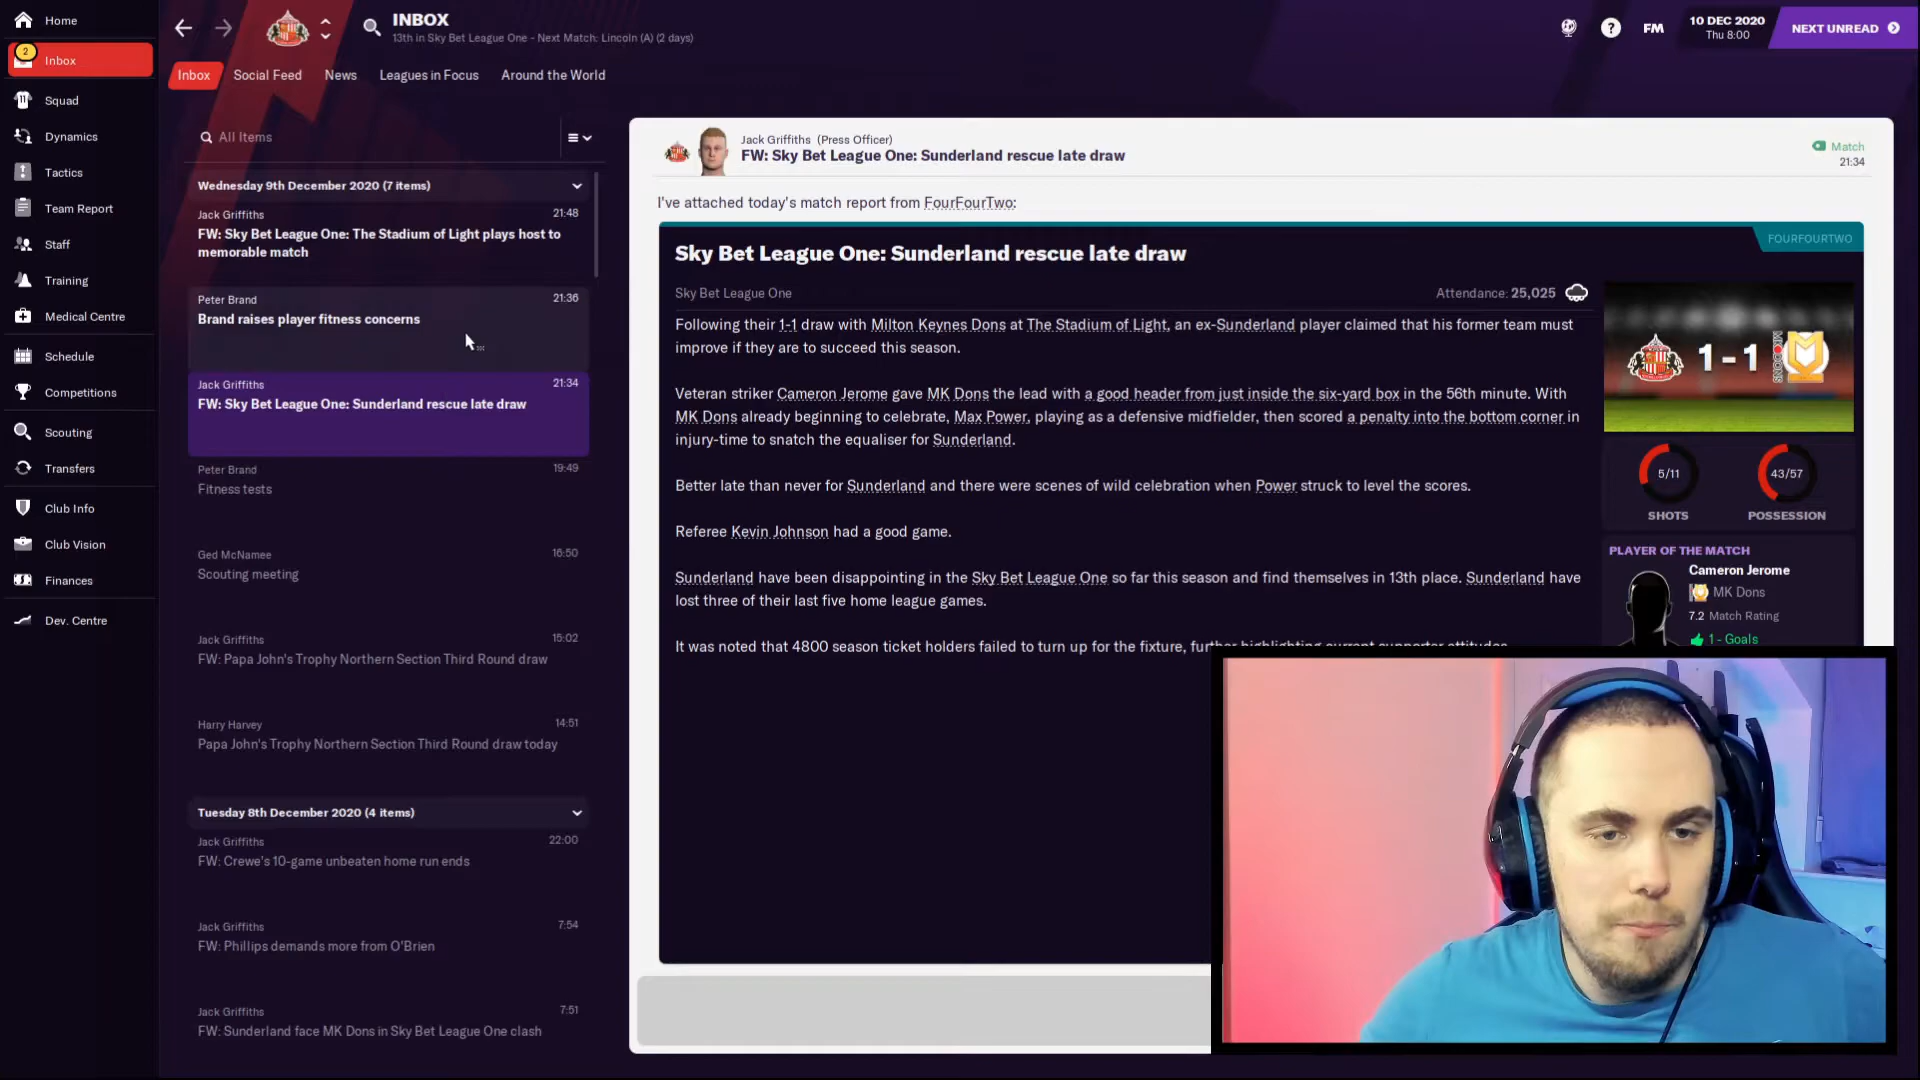 Home
2
Inbox
Squad
Dynamics
Tactics
Team Report
Staff
Training
Medical Centre
Schedule
Competitions
Scouting
Transfers
Club Info
Club Vision
Finances
Dev. Centre
INBOX
13th in Sky Bet League One - Next Match: Lincoln (A) (2 days)
?
FM
10 DEC 2020
Thu 8:00
NEXT UNREAD
Inbox
Social Feed
News
Leagues in Focus
Around the World
All Items
Wednesday 9th December 2020 (7 items)
Jack Griffiths
21:48
FW: Sky Bet League One: The Stadium of Light plays host to
memorable match
Peter Brand
21:36
Brand raises player fitness concerns
Jack Griffiths
21:34
FW: Sky Bet League One: Sunderland rescue late draw
Peter Brand
19:49
Fitness tests
Ged McNamee
16:50
Scouting meeting
Jack Griffiths
15:02
FW: Papa John's Trophy Northern Section Third Round draw
Harry Harvey
14:51
Papa John's Trophy Northern Section Third Round draw today
Tuesday 8th December 2020 (4 items)
Jack Griffiths
22:00
FW: Crewe's 10-game unbeaten home run ends
Jack Griffiths
7:54
FW: Phillips demands more from O'Brien
Jack Griffiths
7:51
FW: Sunderland face MK Dons in Sky Bet League One clash
Jack Griffiths (Press Officer)
FW: Sky Bet League One: Sunderland rescue late draw
Match
21:34
I've attached today's match report from FourFourTwo:
FOURFOURTWO
Sky Bet League One: Sunderland rescue late draw
Sky Bet League One
Attendance: 25,025
Following their 1-1 draw with Milton Keynes Dons at The Stadium of Light, an ex-Sunderland player claimed that his former team must
improve if they are to succeed this season.
Veteran striker Cameron Jerome gave MK Dons the lead with a good header from just inside the six-yard box in the 56th minute. With
MK Dons already beginning to celebrate, Max Power, playing as a defensive midfielder, then scored a penalty into the bottom corner in
injury-time to snatch the equaliser for Sunderland.
Better late than never for Sunderland and there were scenes of wild celebration when Power struck to level the scores.
Referee Kevin Johnson had a good game.
Sunderland have been disappointing in the Sky Bet League One so far this season and find themselves in 13th place. Sunderland have
lost three of their last five home league games.
It was noted that 4800 season ticket holders failed to turn up for the fixture, further highlighting current supporter attitudes.
1 - 1
MK DONS
5/11
SHOTS
43/57
POSSESSION
PLAYER OF THE MATCH
Cameron Jerome
MK Dons
7.2 Match Rating
1 - Goals